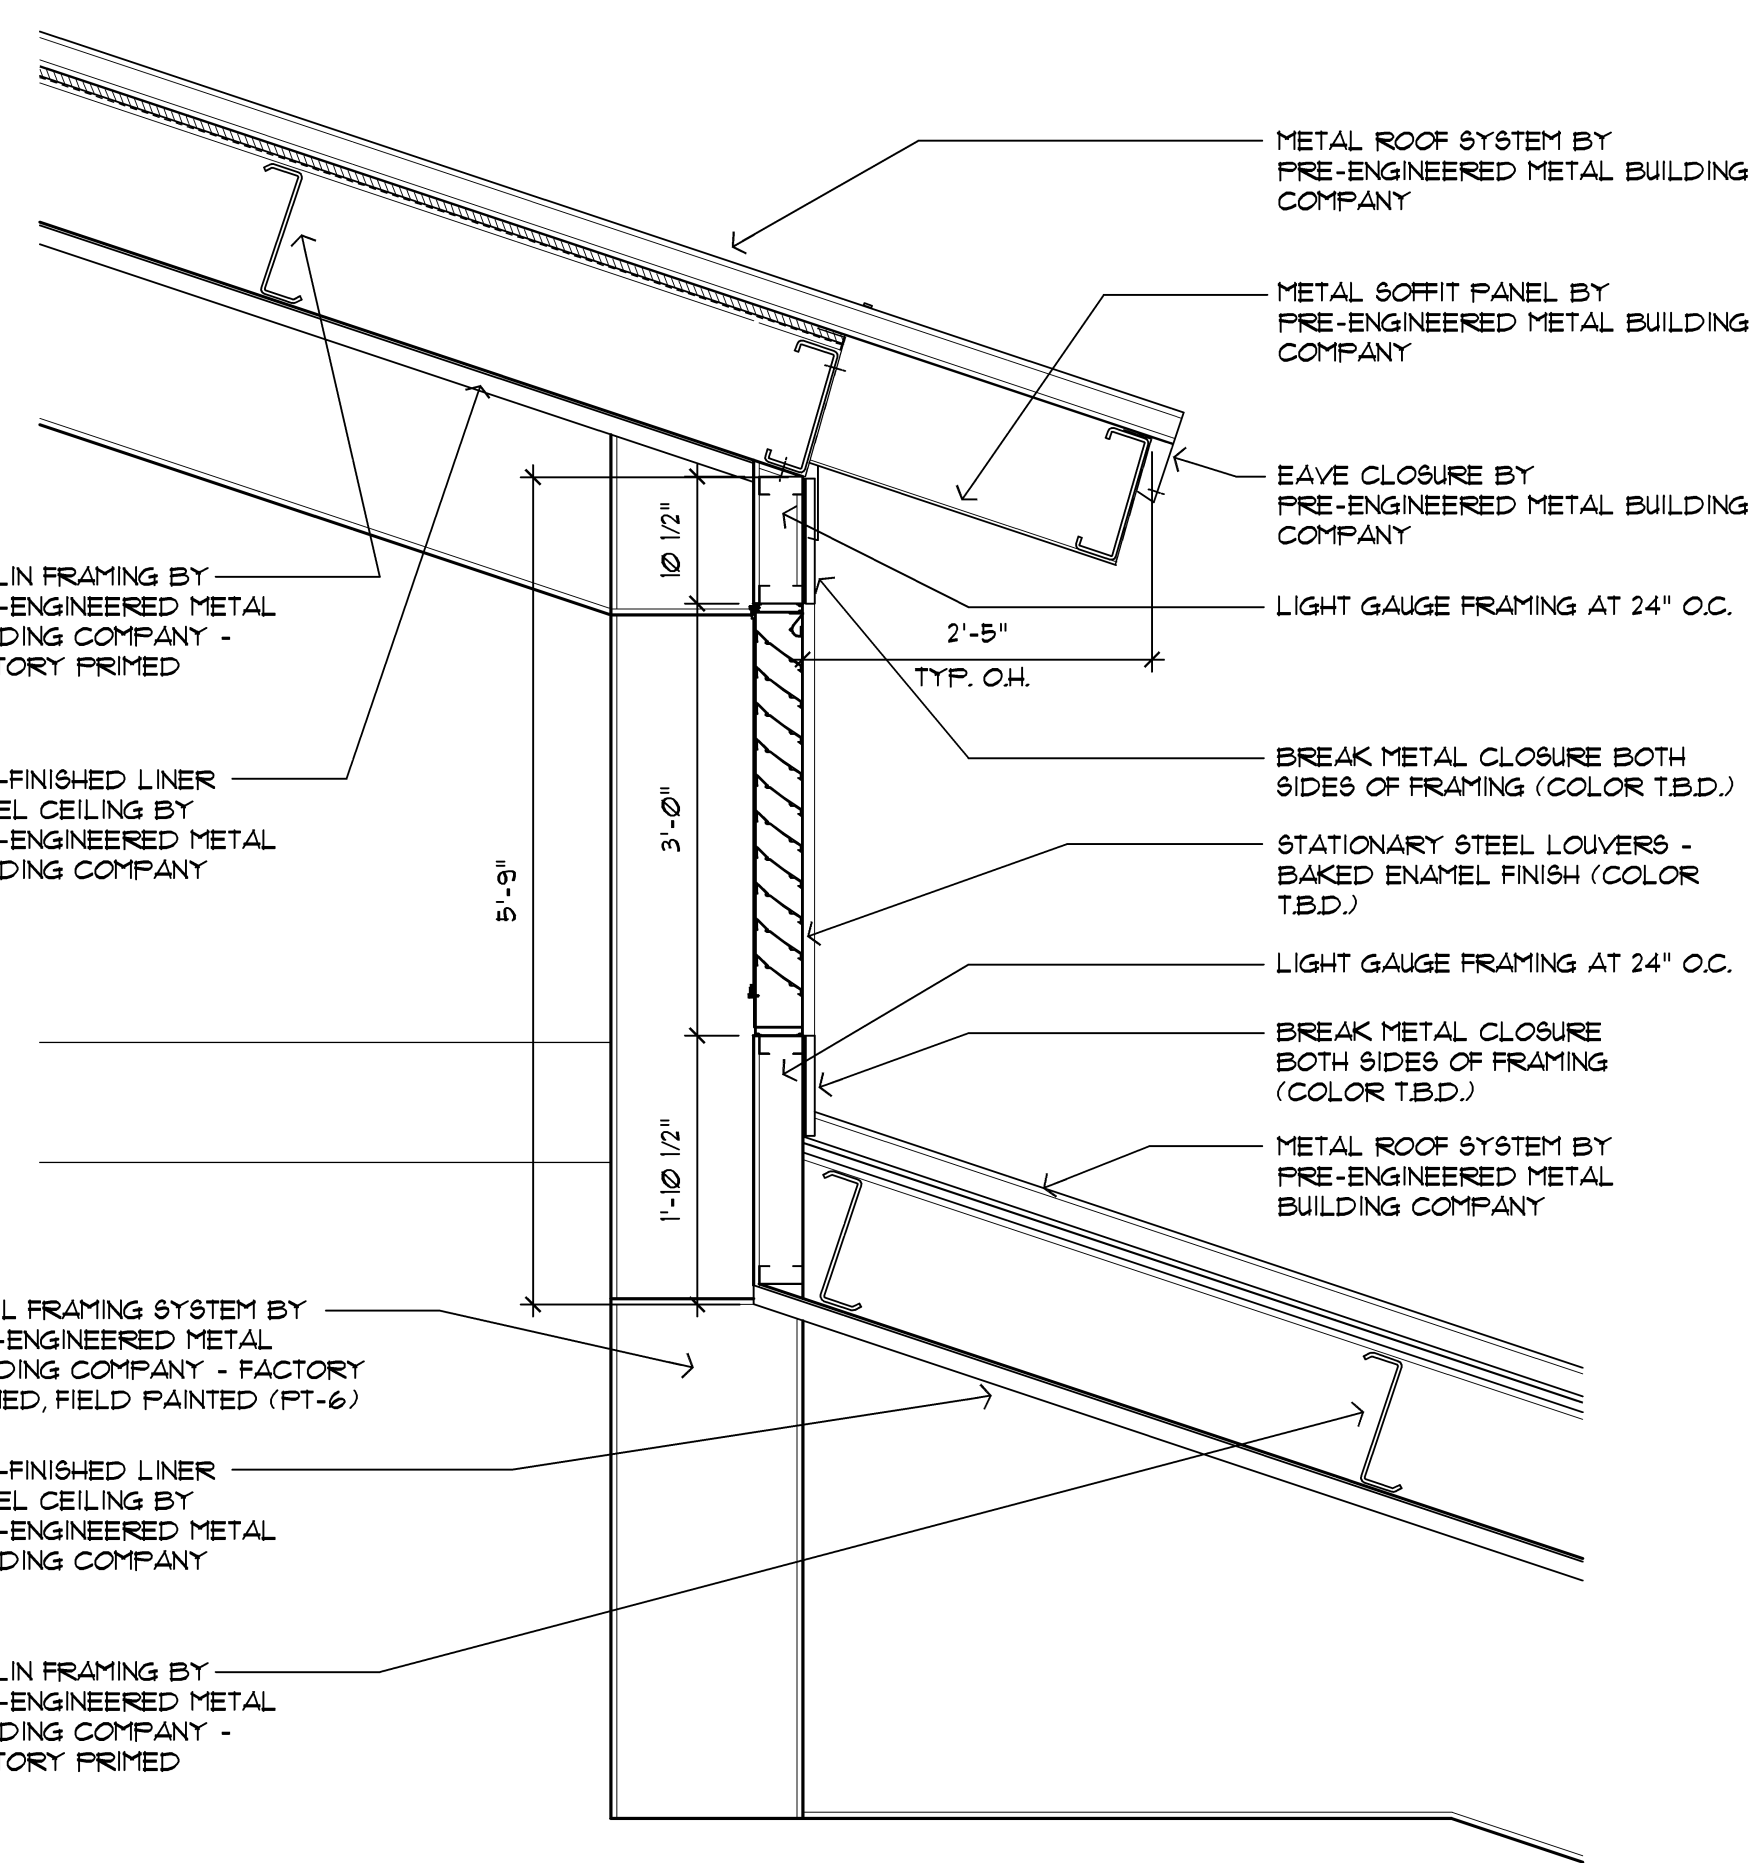 METAL ROOF SYSTEM BY
PRE-ENGINEERED METAL BUILDING
COMPANY
METAL SOFFIT PANEL BY
PRE-ENGINEERED METAL BUILDING
COMPANY
EAVE CLOSURE BY
PRE-ENGINEERED METAL BUILDING
COMPANY
LIGHT GAUGE FRAMING AT 24" O.C.
2'-5"
TYP. O.H.
BREAK METAL CLOSURE BOTH
SIDES OF FRAMING (COLOR T.B.D.)
STATIONARY STEEL LOUVERS -
BAKED ENAMEL FINISH (COLOR
T.B.D.)
LIGHT GAUGE FRAMING AT 24" O.C.
BREAK METAL CLOSURE
BOTH SIDES OF FRAMING
(COLOR T.B.D.)
METAL ROOF SYSTEM BY
PRE-ENGINEERED METAL
BUILDING COMPANY
10 1/2"
3'-0"
5'-9"
1'-10 1/2"
LIN FRAMING BY
-ENGINEERED METAL
DING COMPANY -
TORY PRIMED
-FINISHED LINER
EL CEILING BY
-ENGINEERED METAL
DING COMPANY
L FRAMING SYSTEM BY
-ENGINEERED METAL
DING COMPANY - FACTORY
ED, FIELD PAINTED (PT-6)
-FINISHED LINER
EL CEILING BY
-ENGINEERED METAL
DING COMPANY
LIN FRAMING BY
-ENGINEERED METAL
DING COMPANY -
TORY PRIMED